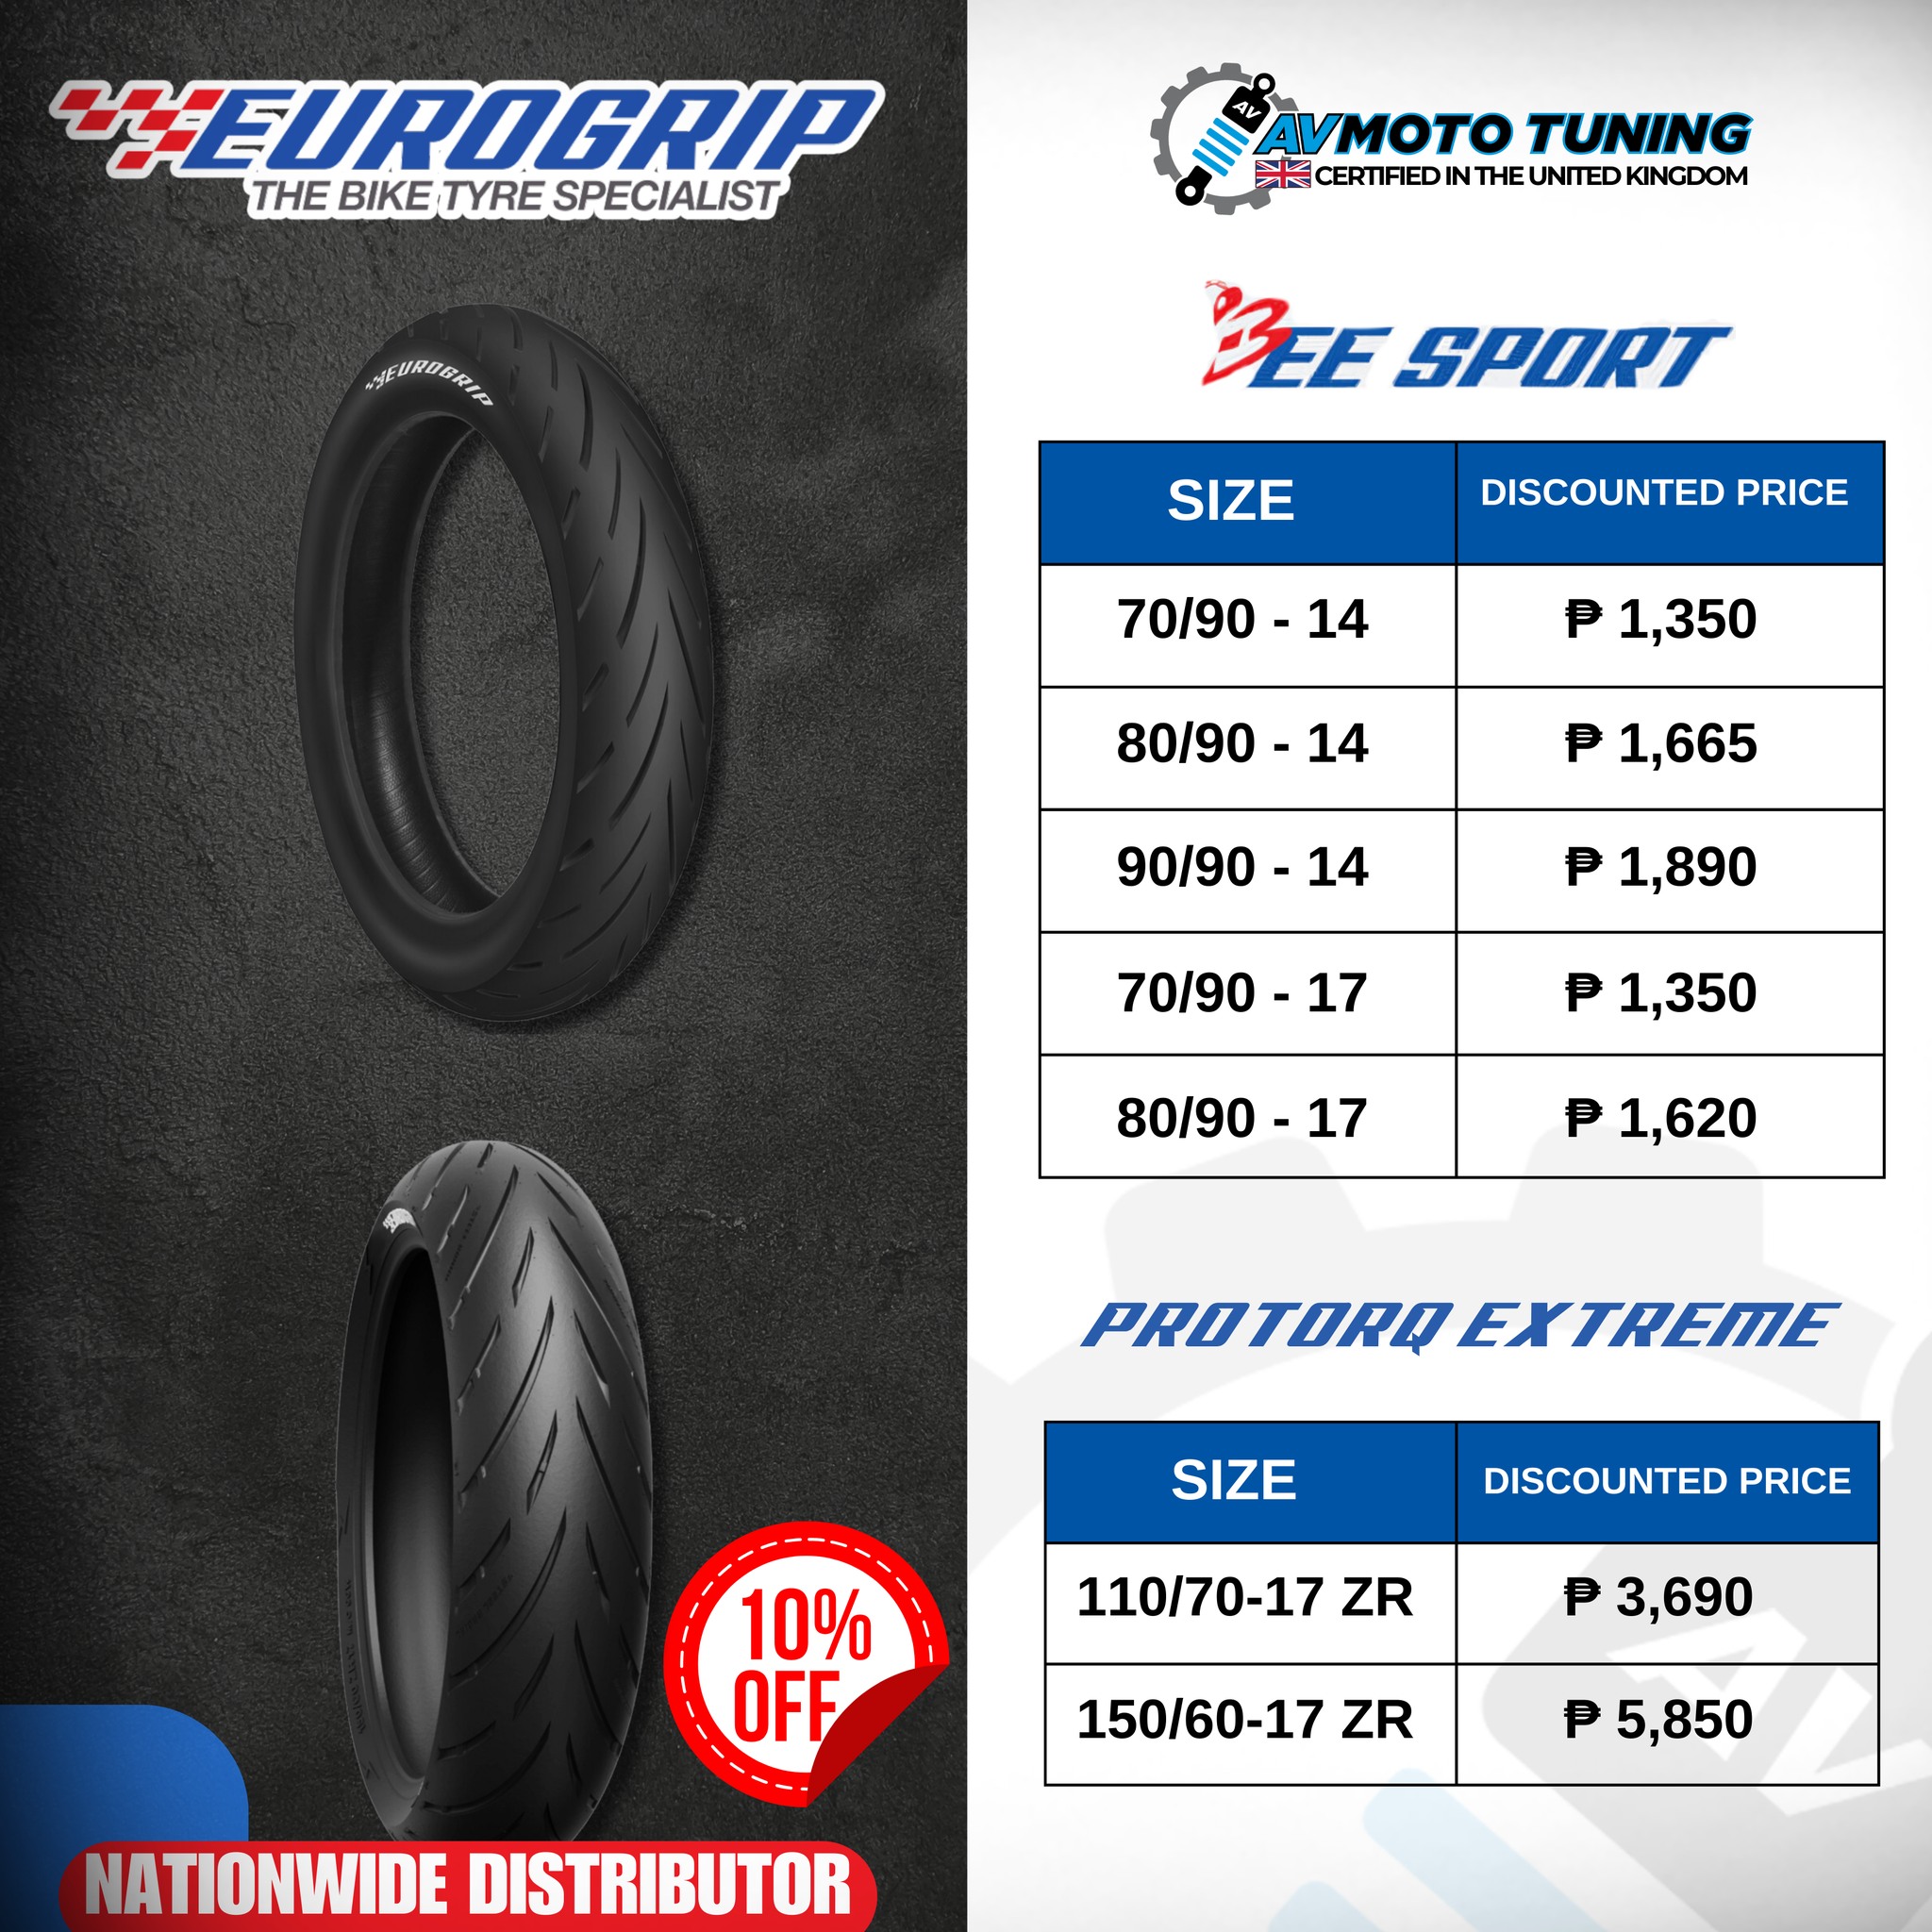 EUROGRIP
THE BIKE TYRE SPECIALIST
EUROGRIP
10%
OFF
NATIONWIDE DISTRIBUTOR
AV
AVMOTO TUNING
CERTIFIED IN THE UNITED KINGDOM
BEE SPORT
SIZE DISCOUNTED PRICE
70/90 - 14 ₱ 1,350
80/90 - 14 ₱ 1,665
90/90 - 14 ₱ 1,890
70/90 - 17 ₱ 1,350
80/90 - 17 ₱ 1,620
PROTORQ EXTREME
SIZE DISCOUNTED PRICE
110/70-17 ZR ₱ 3,690
150/60-17 ZR ₱ 5,850
AV